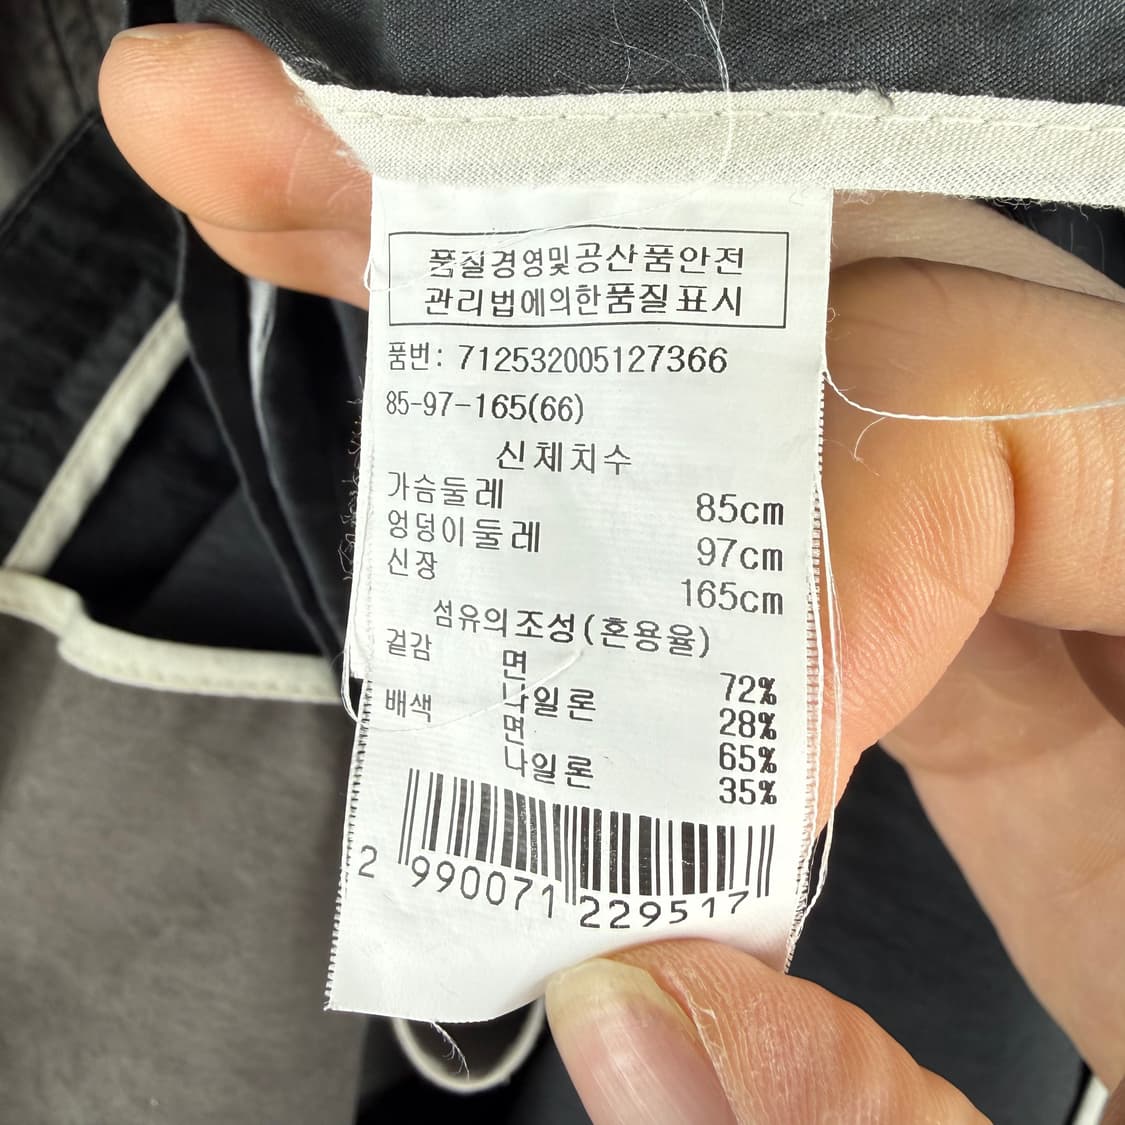 품질경영및공산품안전
관리법에의한품질표시
품번: 712532005127366
85-97-165(66)
신체치수
가슴둘레 85cm
엉덩이둘레 97cm
신장 165cm
섬유의조성(혼용율)
겉감 면 72%
나일론 28%
배색 면 65%
나일론 35%
2 990071 229517